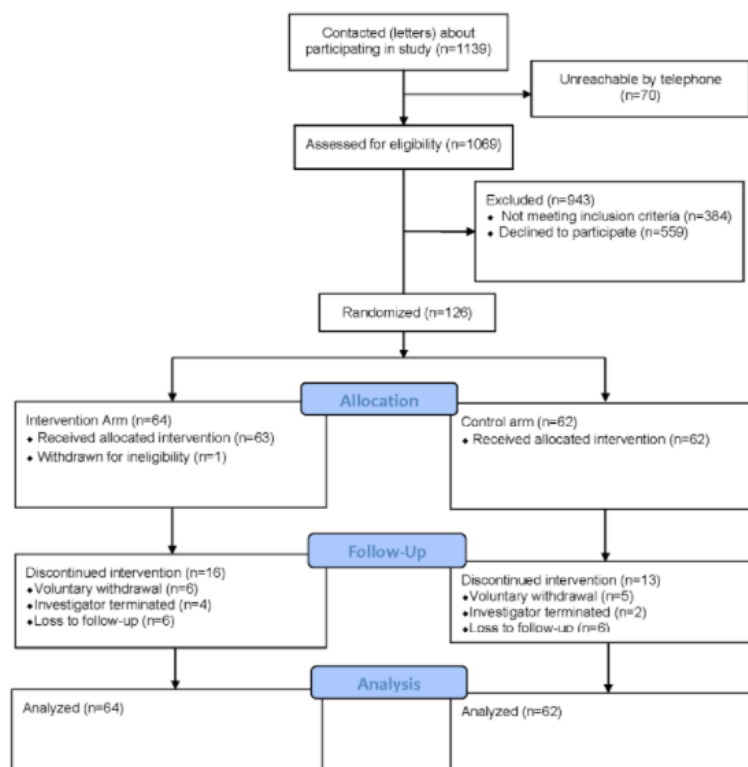 Contacted (letters) about
participating in study (n=1139)
Unreachable by telephone
(n=70)
Assessed for eligibility (n=1069)
Excluded (n=943)
⬥ Not meeting inclusion criteria (n=384)
⬥ Declined to participate (n=559)
Randomized (n=126)
Allocation
Intervention Arm (n=64)
⬥ Received allocated intervention (n=63)
⬥ Withdrawn for ineligibility (n=1)
Control arm (n=62)
⬥ Received allocated intervention (n=62)
Follow-Up
Discontinued intervention (n=16)
⬥Voluntary withdrawal (n=6)
⬥Investigator terminated (n=4)
⬥Loss to follow-up (n=6)
Discontinued intervention (n=13)
⬥Voluntary withdrawal (n=5)
⬥Investigator terminated (n=2)
⬥Loss to follow-up (n=6)
Analysis
Analyzed (n=64)
Analyzed (n=62)